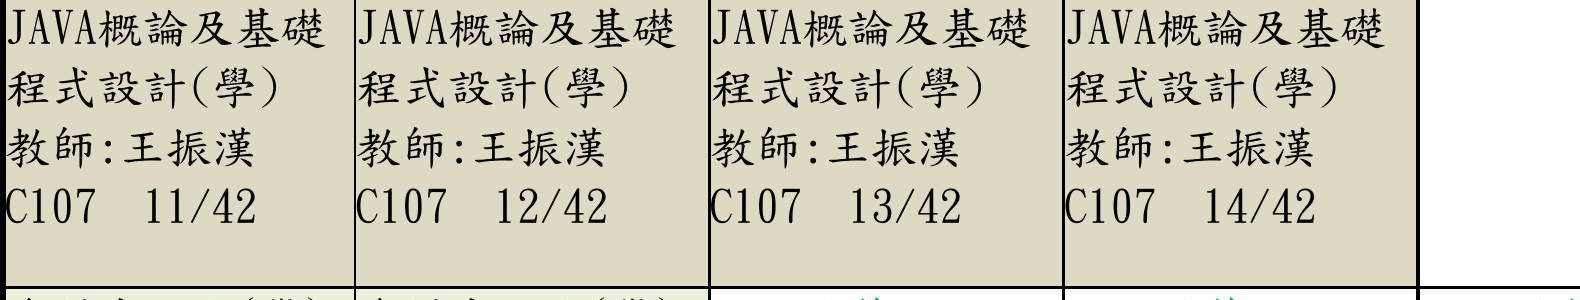 JAVA概論及基礎
程式設計(學)
教師:王振漢
C107 11/42
JAVA概論及基礎
程式設計(學)
教師:王振漢
C107 12/42
JAVA概論及基礎
程式設計(學)
教師:王振漢
C107 13/42
JAVA概論及基礎
程式設計(學)
教師:王振漢
C107 14/42